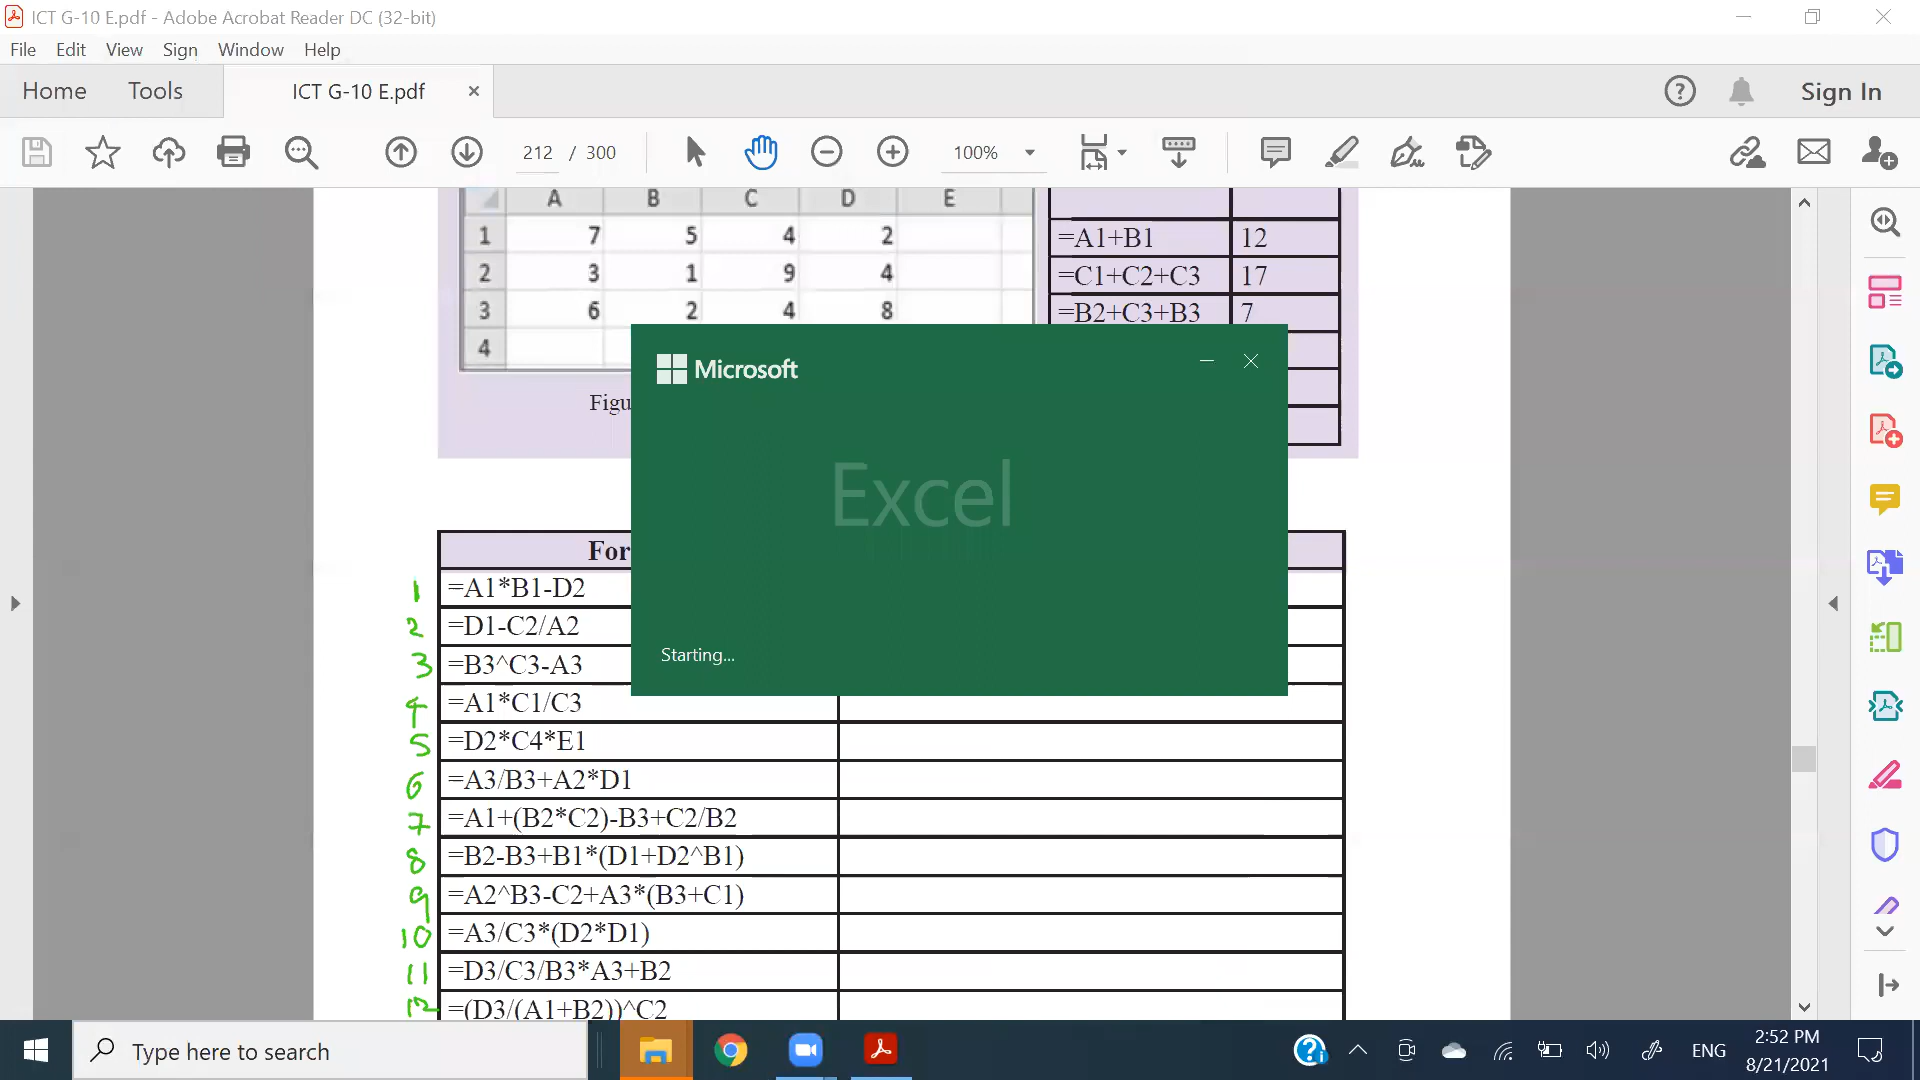 ICT G-10 E.pdf - Adobe Acrobat Reader DC (32-bit)
File Edit View Sign Window Help
Home Tools ICT G-10 E.pdf × Sign In
212 / 300 100%
A B C D E
1 7 5 4 2
2 3 1 9 4
3 6 2 4 8
4
=A1+B1 12
=C1+C2+C3 17
=B2+C3+B3 7
Figu
Microsoft
Excel
Starting...
For
1 =A1*B1-D2
2 =D1-C2/A2
3 =B3^C3-A3
4 =A1*C1/C3
5 =D2*C4*E1
6 =A3/B3+A2*D1
7 =A1+(B2*C2)-B3+C2/B2
8 =B2-B3+B1*(D1+D2^B1)
9 =A2^B3-C2+A3*(B3+C1)
10 =A3/C3*(D2*D1)
11 =D3/C3/B3*A3+B2
12 =(D3/(A1+B2))^C2
Type here to search
ENG
2:52 PM
8/21/2021